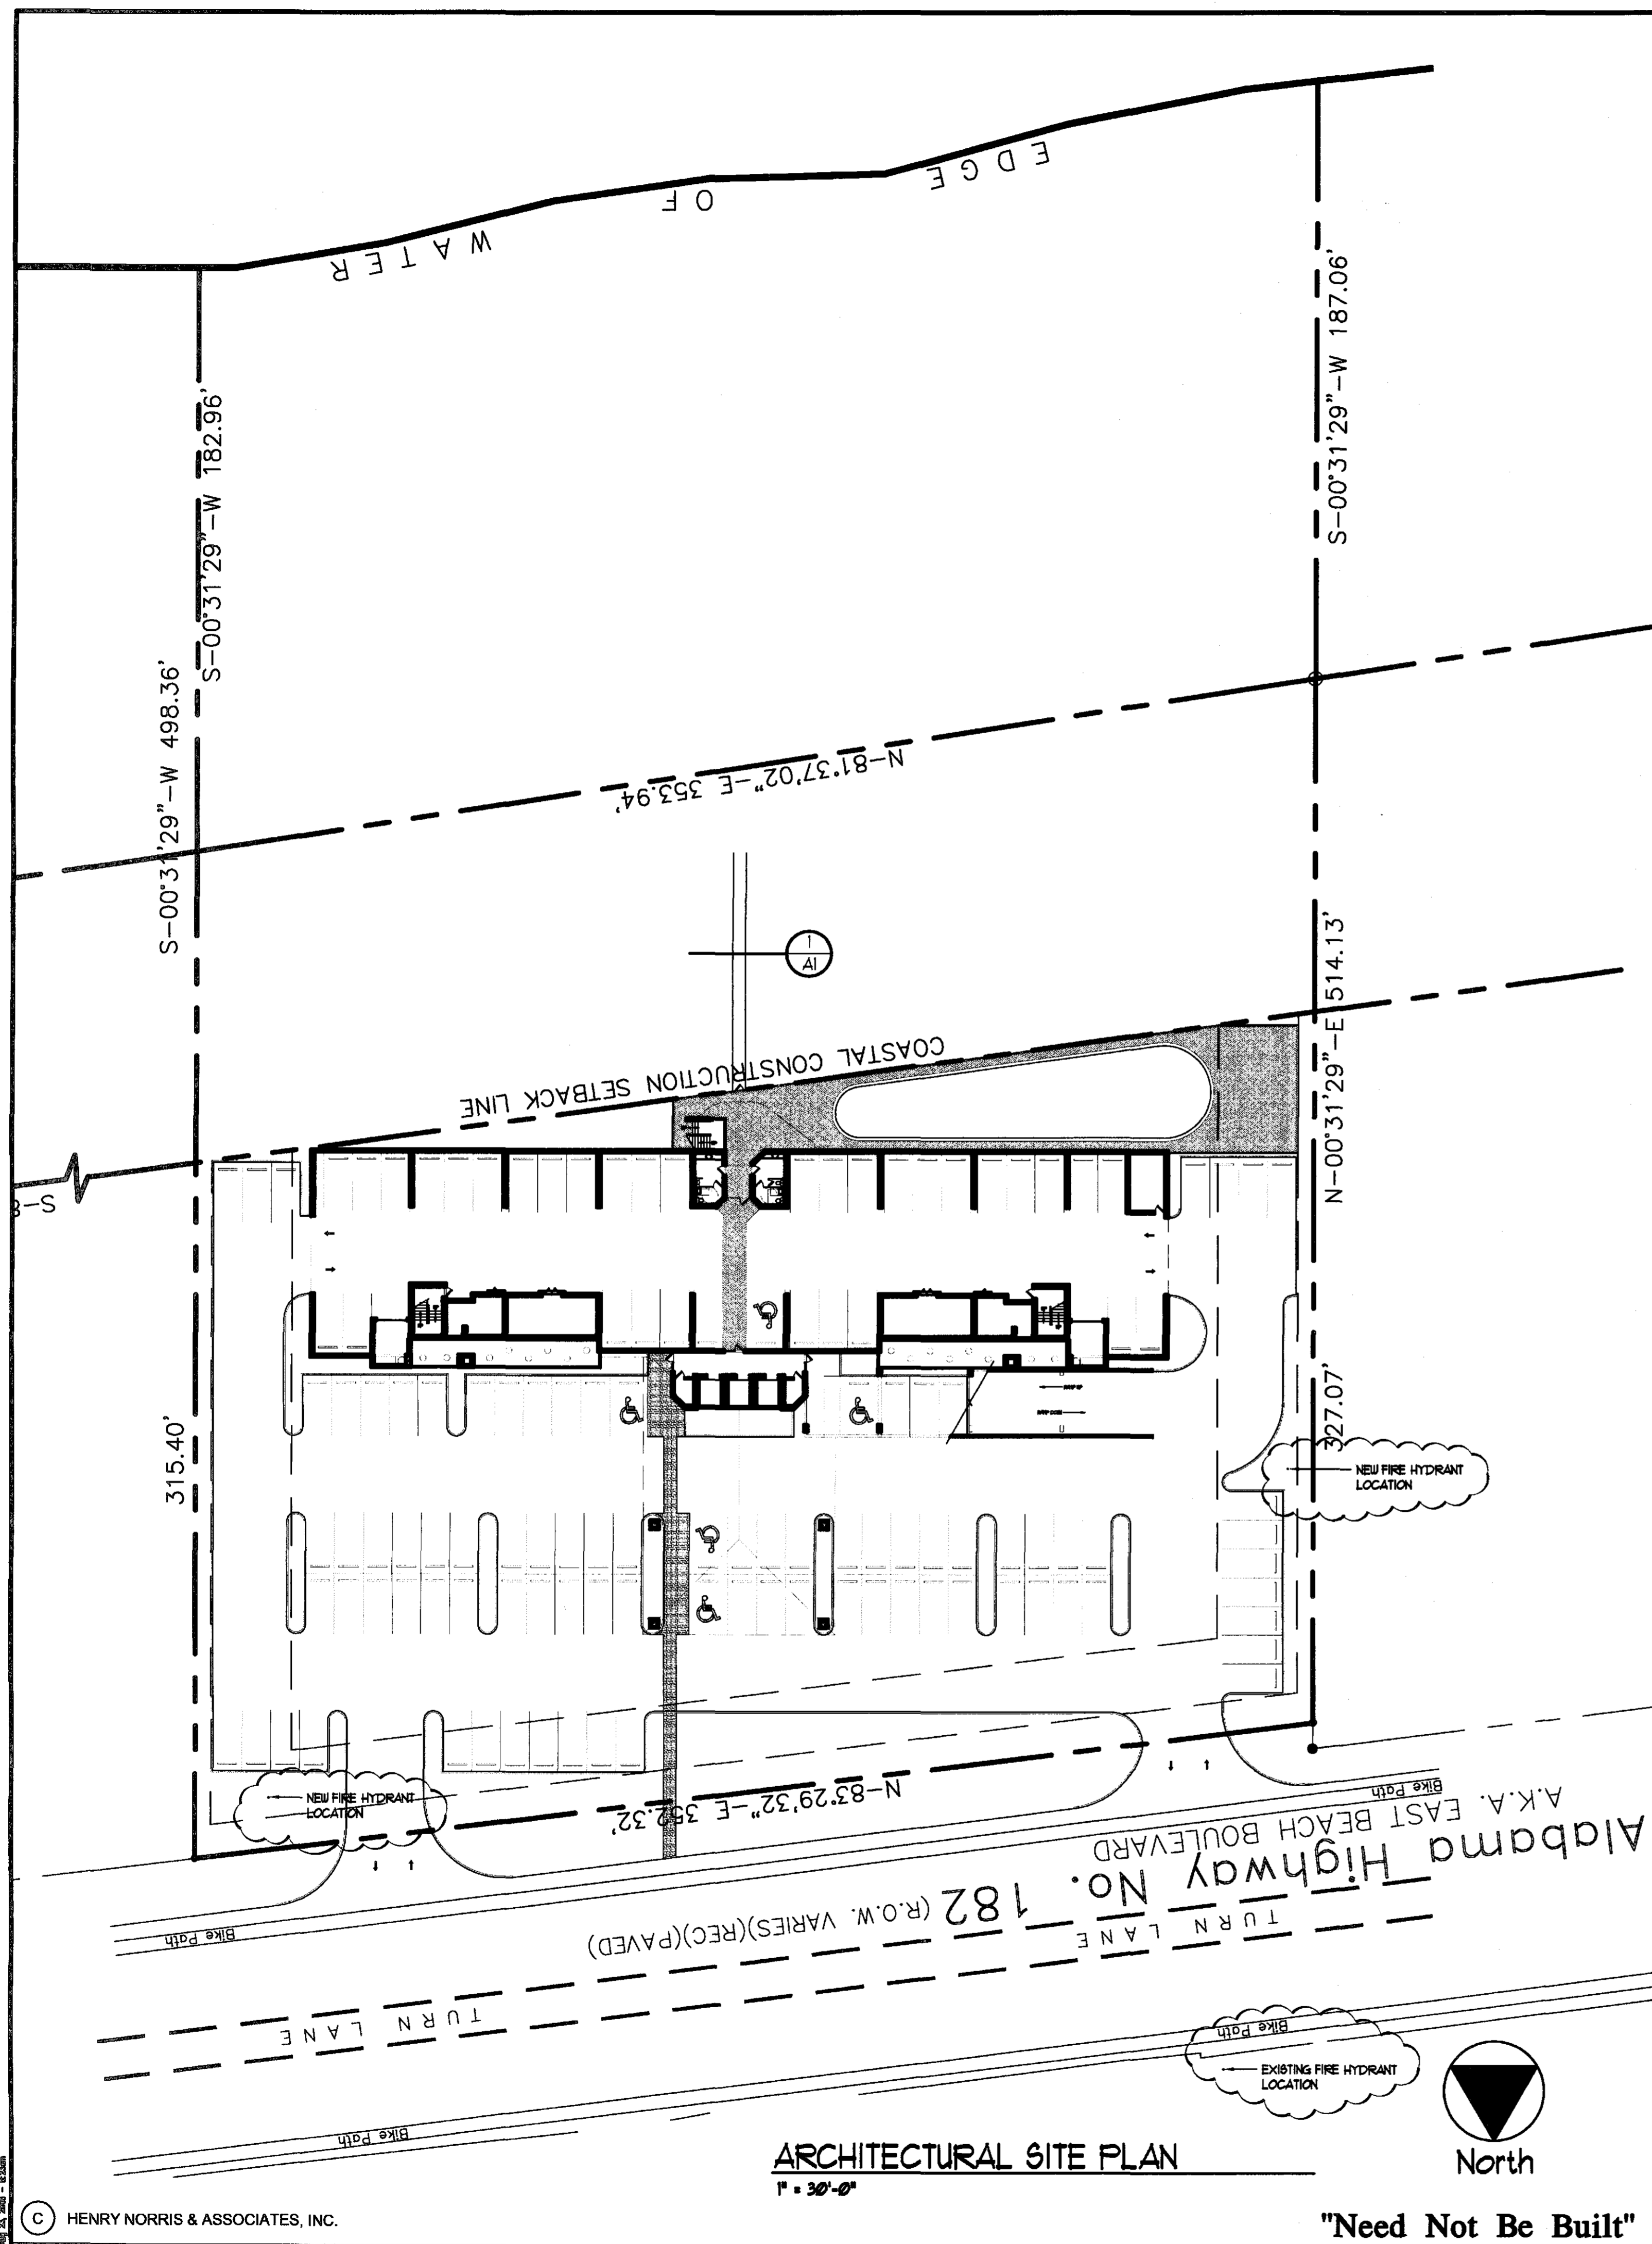 EDGE
OF
WATER
S-00°31'29"-W 187.06'
S-00°31'29"-W 182.96'
S-00°31'29"-W 498.36'
N-81°37'02"-E 353.94'
1
A1
N-00°31'29"-E 514.13'
COASTAL CONSTRUCTION SETBACK LINE
315.40'
327.07'
NEW FIRE HYDRANT
LOCATION
NEW FIRE HYDRANT
LOCATION
N-83°29'32"-E 352.32'
Bike Path
A.K.A. EAST BEACH BOULEVARD
Alabama Highway No. 182 (R.O.W. VARIES)(REC)(PAVED)
Bike Path
TURN LANE
TURN LANE
Bike Path
EXISTING FIRE HYDRANT
LOCATION
Bike Path
ARCHITECTURAL SITE PLAN
1" = 30'-0"
North
C HENRY NORRIS & ASSOCIATES, INC.
"Need Not Be Built"